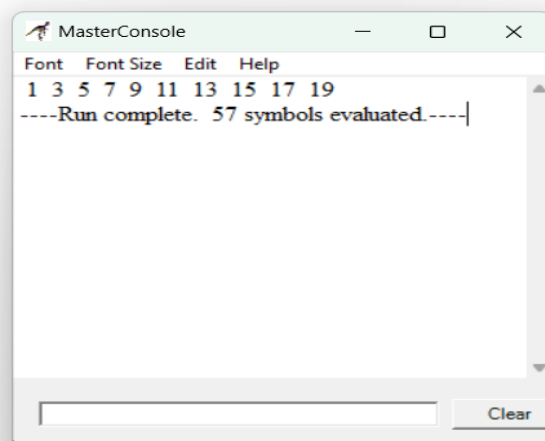 MasterConsole
Font Font Size Edit Help
1 3 5 7 9 11 13 15 17 19
----Run complete. 57 symbols evaluated.----
Clear